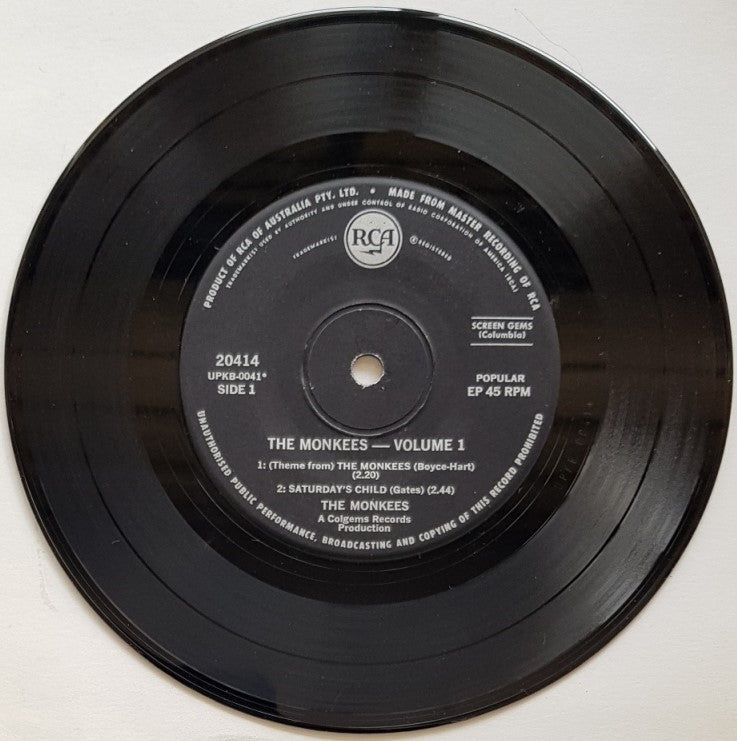 PRODUCT OF RCA OF AUSTRALIA PTY. LTD. • MADE FROM MASTER RECORDING OF RCA
TRADEMARK(S) USED BY AUTHORITY AND UNDER CONTROL OF RADIO CORPORATION OF AMERICA (RCA)
TRADEMARK(S) ® REGISTERED
RCA
SCREEN GEMS
(Columbia)
20414
UPKB-0041*
SIDE 1
POPULAR
EP 45 RPM
THE MONKEES — VOLUME 1
1: (Theme from) THE MONKEES (Boyce-Hart)
(2.20)
2: SATURDAY'S CHILD (Gates) (2.44)
THE MONKEES
A Colgems Records
Production
UNAUTHORISED PUBLIC PERFORMANCE, BROADCASTING AND COPYING OF THIS RECORD PROHIBITED